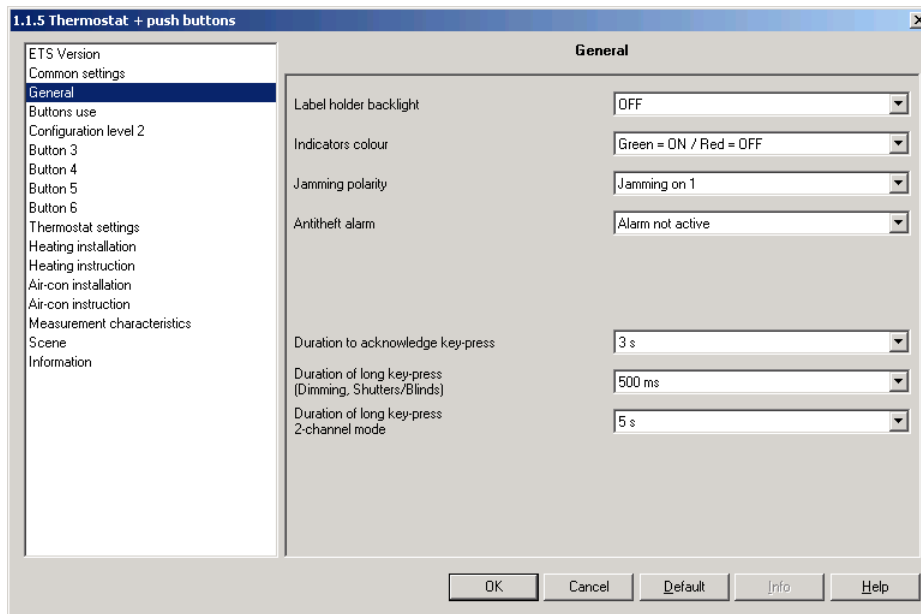 1.1.5 Thermostat + push buttons
ETS Version
Common settings
General
Buttons use
Configuration level 2
Button 3
Button 4
Button 5
Button 6
Thermostat settings
Heating installation
Heating instruction
Air-con installation
Air-con instruction
Measurement characteristics
Scene
Information
General
Label holder backlight
OFF
Indicators colour
Green = ON / Red = OFF
Jamming polarity
Jamming on 1
Antitheft alarm
Alarm not active
Duration to acknowledge key-press
3 s
Duration of long key-press
(Dimming, Shutters/Blinds)
500 ms
Duration of long key-press
2-channel mode
5 s
OK
Cancel
Default
Info
Help